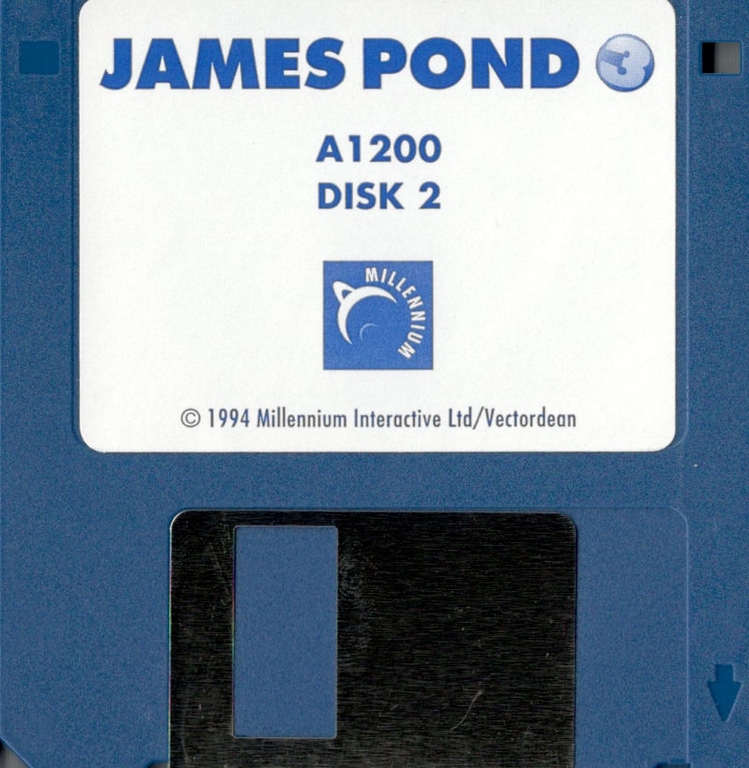 JAMES POND 3
A1200
DISK 2
MILLENNIUM
© 1994 Millennium Interactive Ltd/Vectordean